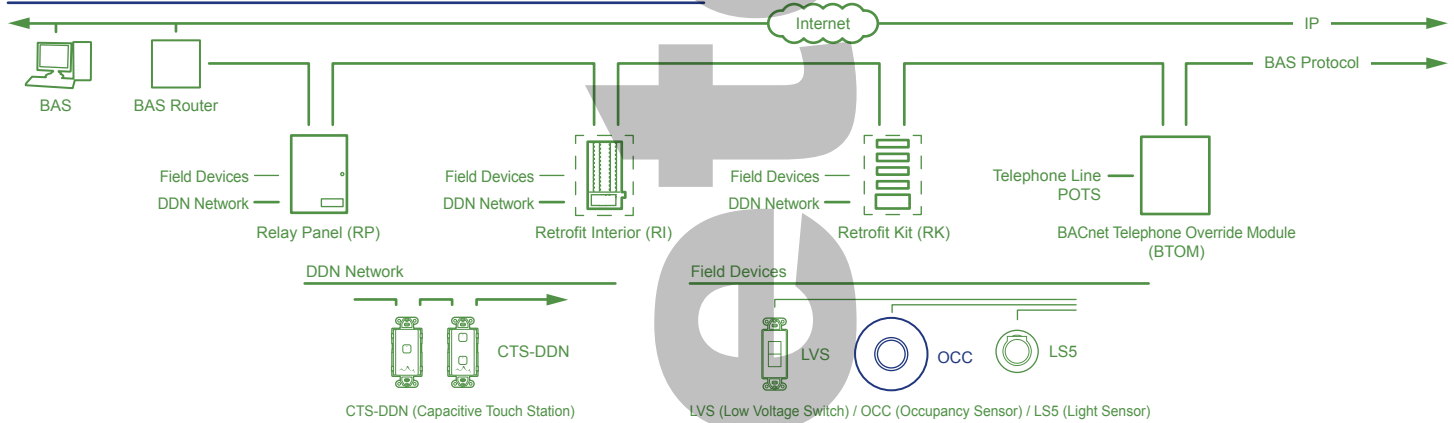 Internet
IP
BAS Protocol
BAS
BAS Router
Field Devices
DDN Network
Relay Panel (RP)
Field Devices
DDN Network
Retrofit Interior (RI)
Field Devices
DDN Network
Retrofit Kit (RK)
Telephone Line
POTS
BACnet Telephone Override Module
(BTOM)
DDN Network
CTS-DDN
CTS-DDN (Capacitive Touch Station)
Field Devices
LVS
OCC
LS5
LVS (Low Voltage Switch) / OCC (Occupancy Sensor) / LS5 (Light Sensor)